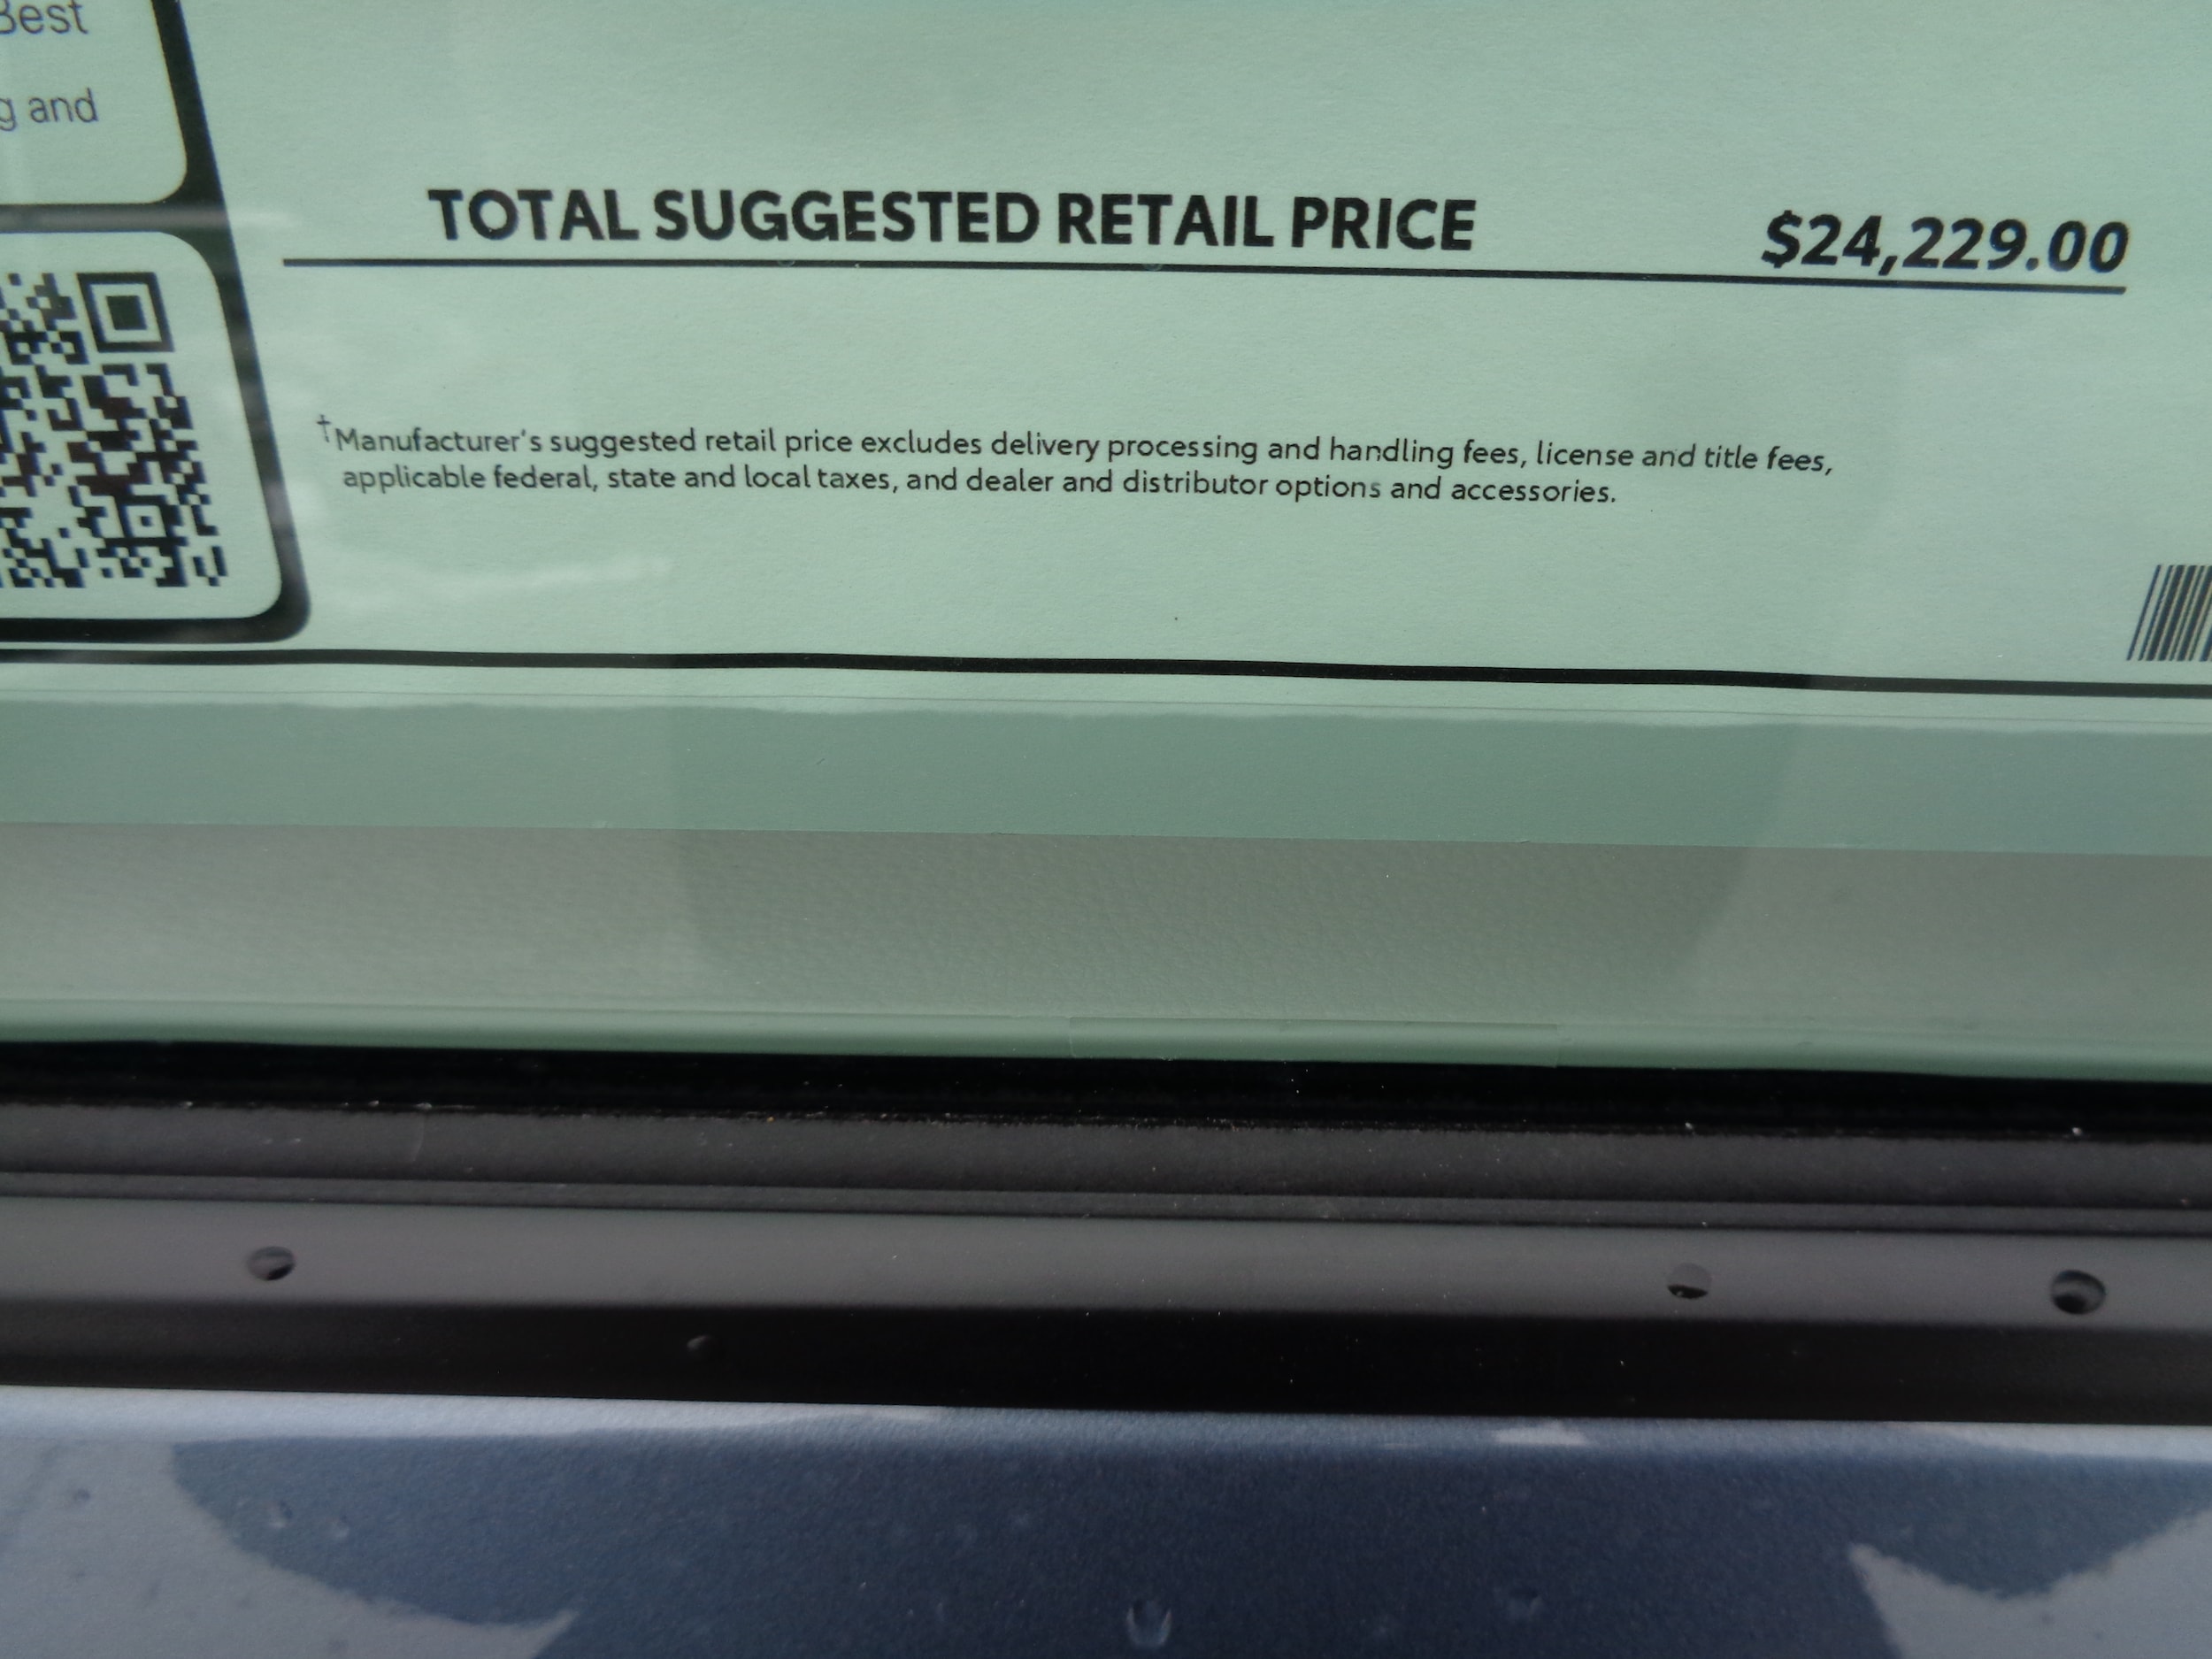 Best
g and
TOTAL SUGGESTED RETAIL PRICE $24,229.00
†Manufacturer's suggested retail price excludes delivery processing and handling fees, license and title fees,
applicable federal, state and local taxes, and dealer and distributor options and accessories.